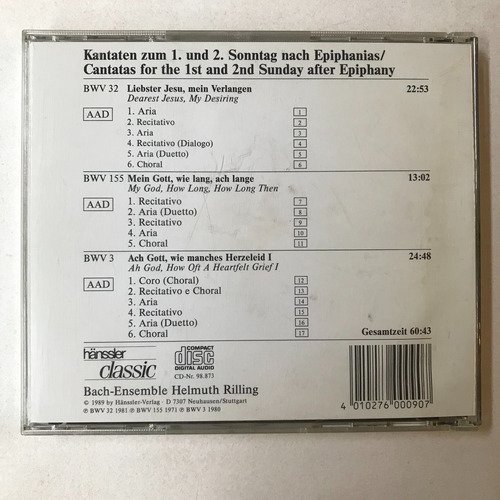 Kantaten zum 1. und 2. Sonntag nach Epiphanias/
Cantatas for the 1st and 2nd Sunday after Epiphany
BWV 32 Liebster Jesu, mein Verlangen 22:53
Dearest Jesus, My Desiring
AAD
1. Aria 1
2. Recitativo 2
3. Aria 3
4. Recitativo (Dialogo) 4
5. Aria (Duetto) 5
6. Choral 6
BWV 155 Mein Gott, wie lang, ach lange 13:02
My God, How Long, How Long Then
AAD
1. Recitativo 7
2. Aria (Duetto) 8
3. Recitativo 9
4. Aria 10
5. Choral 11
BWV 3 Ach Gott, wie manches Herzeleid I 24:48
Ah God, How Oft A Heartfelt Grief I
AAD
1. Coro (Choral) 12
2. Recitativo e Choral 13
3. Aria 14
4. Recitativo 15
5. Aria (Duetto) 16
6. Choral 17
Gesamtzeit 60:43
hänssler
classic
COMPACT
disc
DIGITAL AUDIO
CD-Nr. 98.873
Bach-Ensemble Helmuth Rilling
© 1989 by Hänssler-Verlag · D 7307 Neuhausen/Stuttgart
℗ BWV 32 1981 ℗ BWV 155 1971 ℗ BWV 3 1980
4 010276 000907